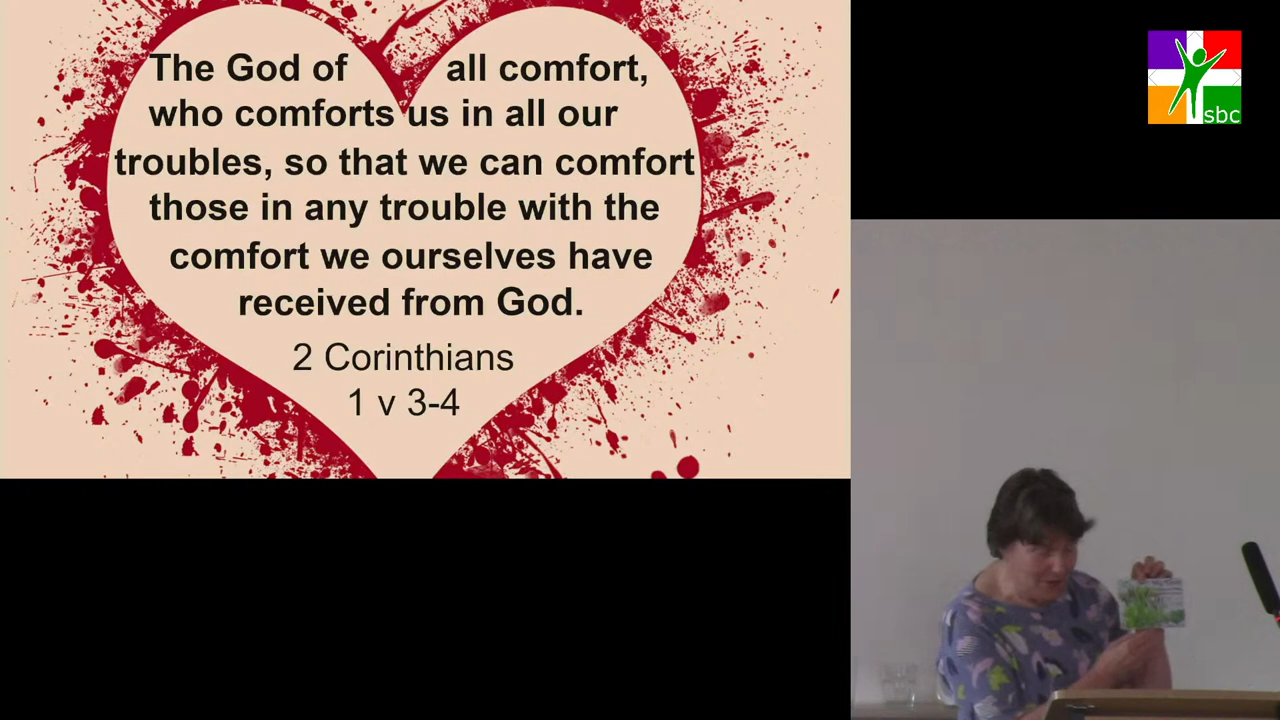 The God of all comfort,
who comforts us in all our
troubles, so that we can comfort
those in any trouble with the
comfort we ourselves have
received from God.
2 Corinthians
1 v 3-4
sbc